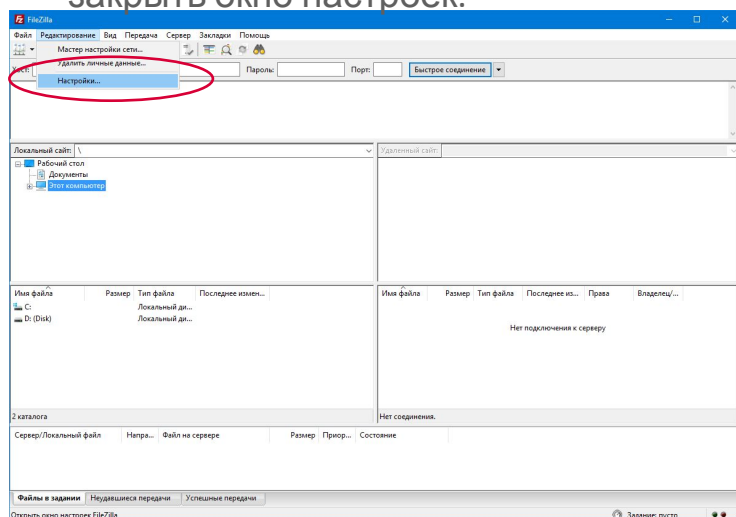 закрыть окно настроек.
FileZilla
Файл Редактирование Вид Передача Сервер Закладки Помощь
Мастер настройки сети...
Удалить личные данные...
Хост: Пароль: Порт: Быстрое соединение
Настройки...
Локальный сайт: \ Удаленный сайт:
Рабочий стол
Документы
Этот компьютер
Имя файла Размер Тип файла Последнее измен... Имя файла Размер Тип файла Последнее из... Права Владелец/...
C: Локальный ди...
D: (Disk) Локальный ди...
Нет подключения к серверу
2 каталога Нет соединения.
Сервер/Локальный файл Напра... Файл на сервере Размер Приор... Состояние
Файлы в задании Неудавшиеся передачи Успешные передачи
Открыть окно настроек FileZilla Задание: пусто